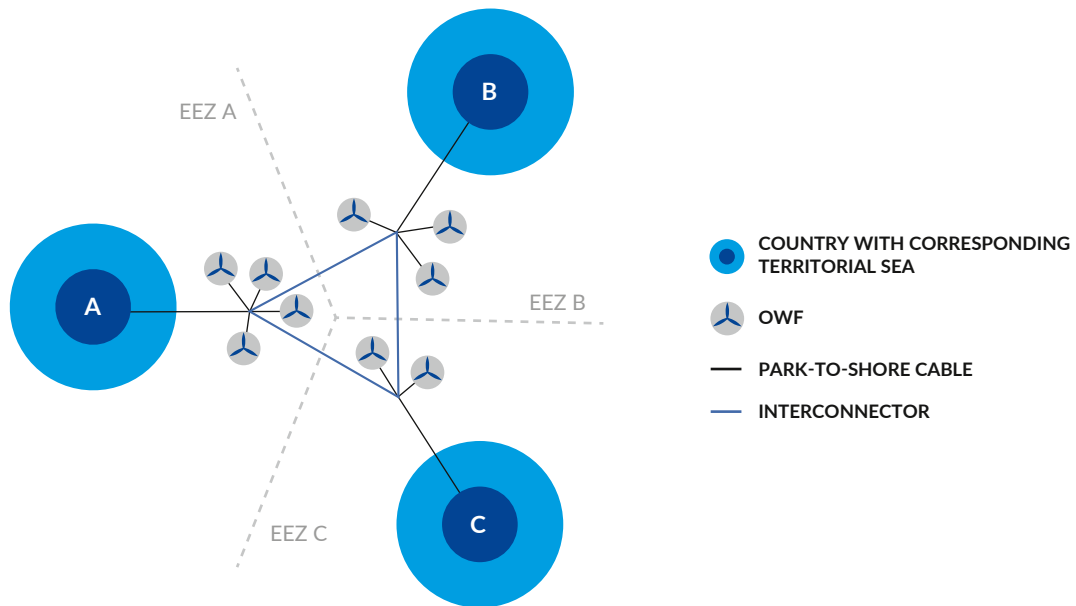 B
EEZ A
A
EEZ B
C
EEZ C
COUNTRY WITH CORRESPONDING
TERRITORIAL SEA
OWF
PARK-TO-SHORE CABLE
INTERCONNECTOR